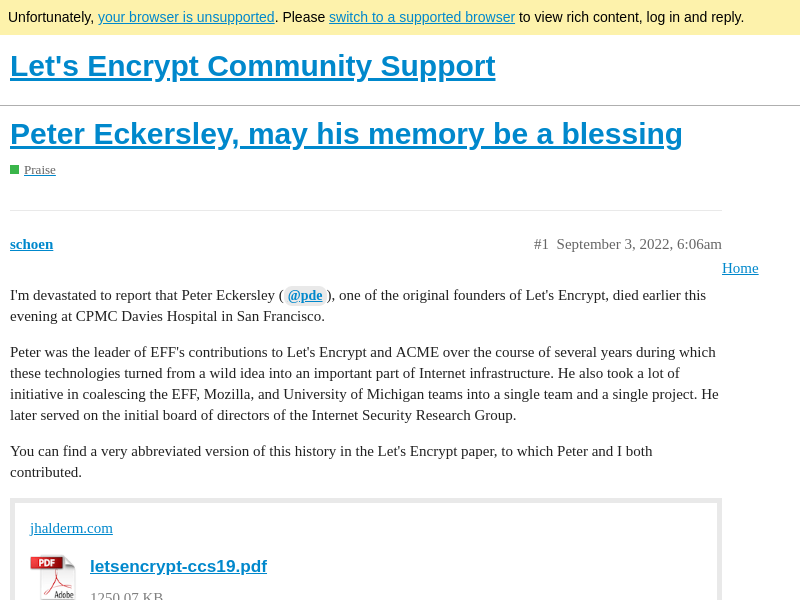 Unfortunately, your browser is unsupported. Please switch to a supported browser to view rich content, log in and reply.
Let's Encrypt Community Support
Peter Eckersley, may his memory be a blessing
Praise
schoen #1 September 3, 2022, 6:06am
Home
I'm devastated to report that Peter Eckersley (@pde), one of the original founders of Let's Encrypt, died earlier this
evening at CPMC Davies Hospital in San Francisco.
Peter was the leader of EFF's contributions to Let's Encrypt and ACME over the course of several years during which
these technologies turned from a wild idea into an important part of Internet infrastructure. He also took a lot of
initiative in coalescing the EFF, Mozilla, and University of Michigan teams into a single team and a single project. He
later served on the initial board of directors of the Internet Security Research Group.
You can find a very abbreviated version of this history in the Let's Encrypt paper, to which Peter and I both
contributed.
jhalderm.com
PDF
letsencrypt-ccs19.pdf
Adobe
1250.07 KB